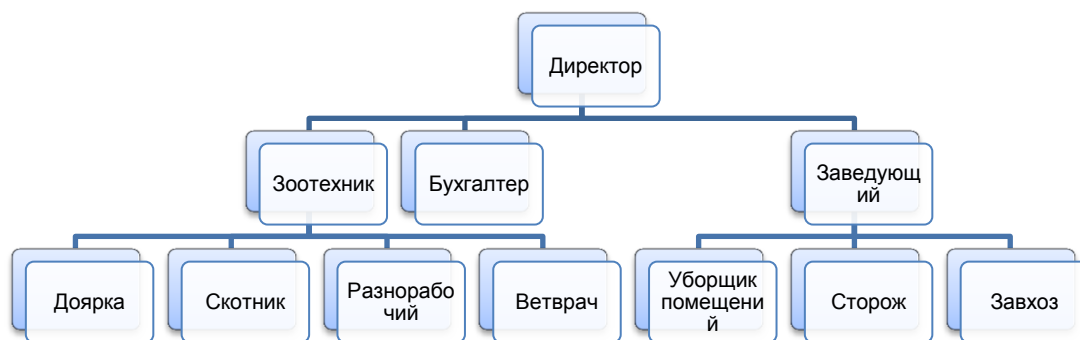 Директор
Зоотехник
Бухгалтер
Заведующ
ий
Доярка
Скотник
Разнорабо
чий
Ветврач
Уборщик
помещени
й
Сторож
Завхоз